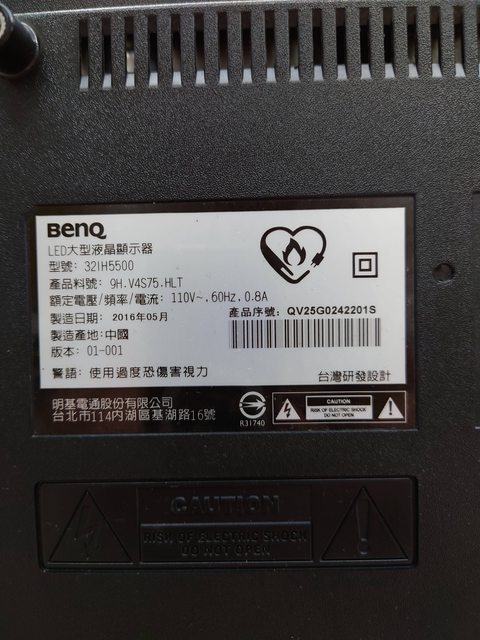 BenQ
LED大型液晶顯示器
型號: 32IH5500
產品料號: 9H.V4S75.HLT
額定電壓/頻率/電流: 110V~,60Hz,0.8A
製造日期: 2016年05月
產品序號: QV25G0242201S
製造產地: 中國
版本: 01-001
警語: 使用過度恐傷害視力
台灣研發設計
明基電通股份有限公司
台北市114內湖區基湖路16號
R31740
CAUTION
RISK OF ELECTRIC SHOCK
DO NOT OPEN
CAUTION
RISK OF ELECTRIC SHOCK
DO NOT OPEN